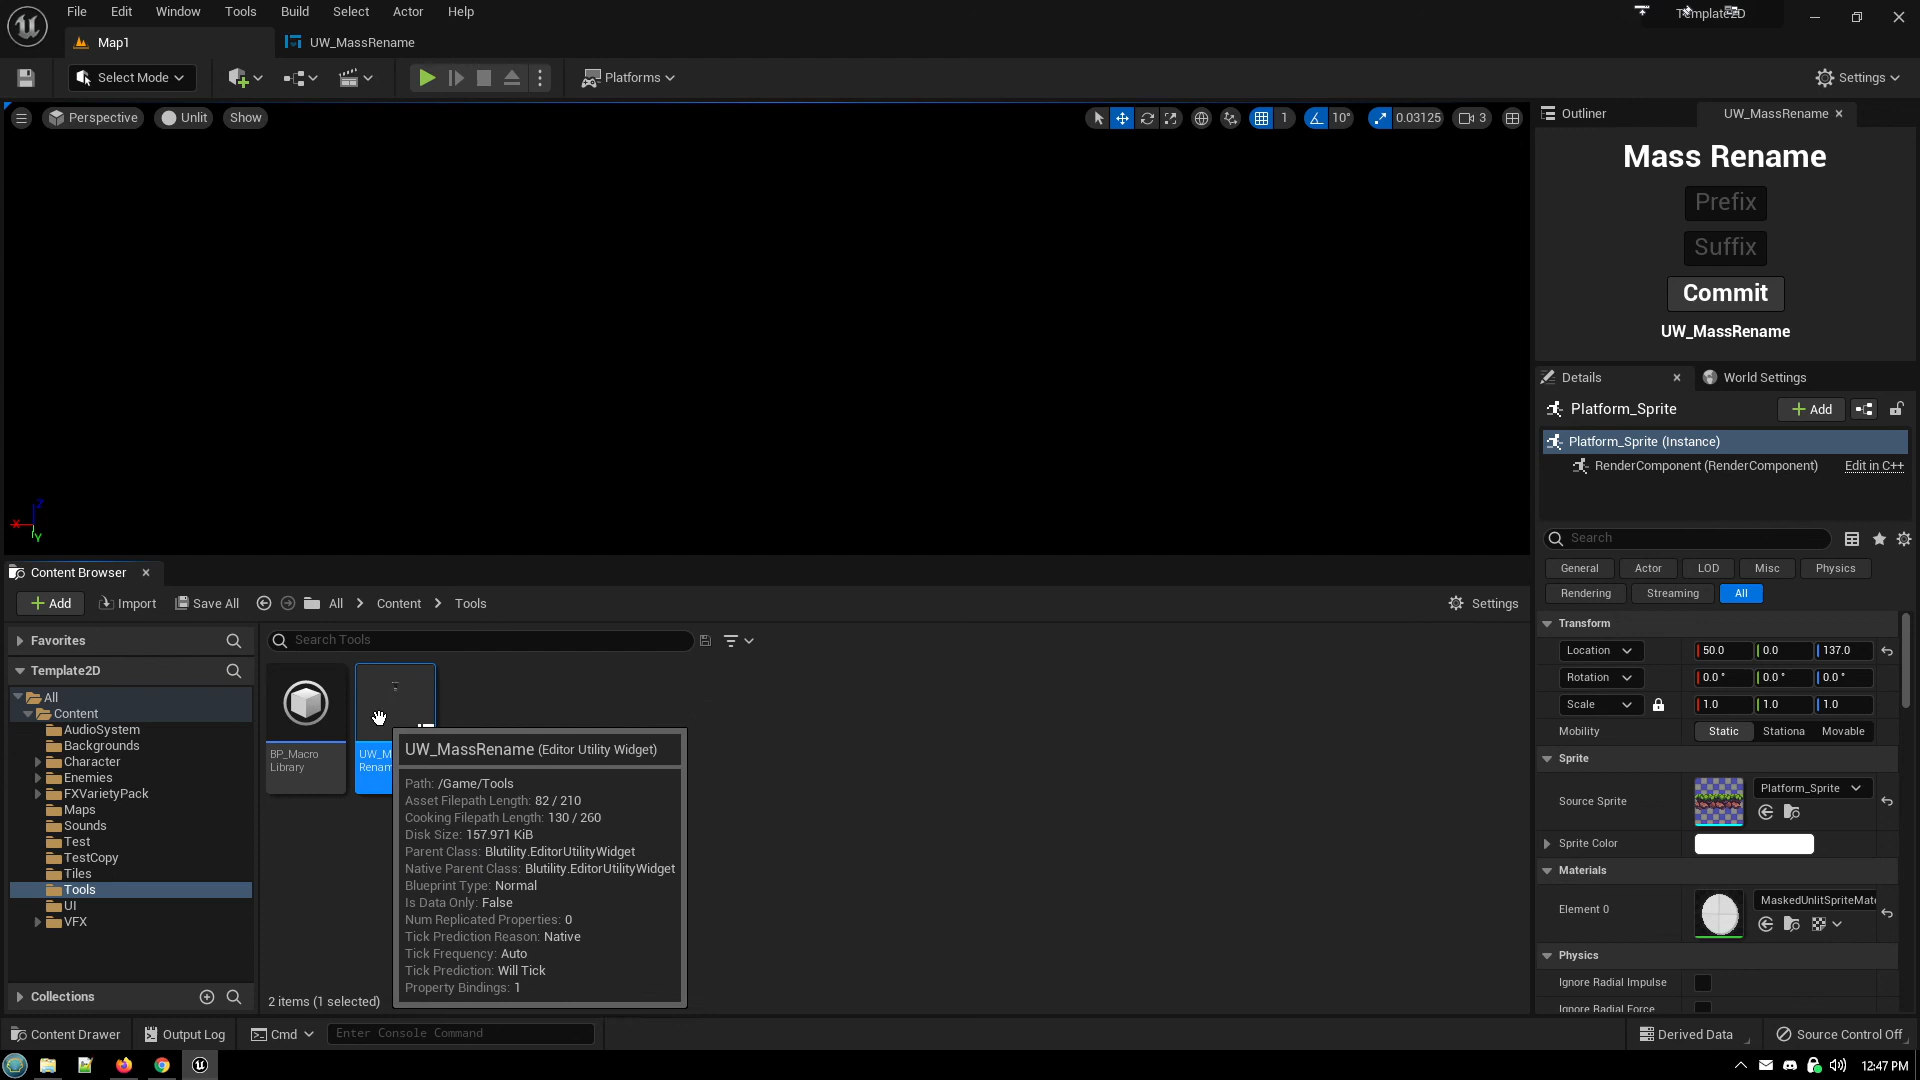 File Edit Window Tools Build Select Actor Help
Template2D
Map1
UW_MassRename
Select Mode
Platforms
Settings
Perspective
Unlit
Show
1
10°
0.03125
3
Outliner
UW_MassRename
Mass Rename
Prefix
Suffix
Commit
UW_MassRename
Details
World Settings
Platform_Sprite
Add
Platform_Sprite (Instance)
RenderComponent (RenderComponent)
Edit in C++
Search
General
Actor
LOD
Misc
Physics
Rendering
Streaming
All
Transform
Location
50.0
0.0
137.0
Rotation
0.0 °
0.0 °
0.0 °
Scale
1.0
1.0
1.0
Mobility
Static
Stationa
Movable
Sprite
Source Sprite
Platform_Sprite
Sprite Color
Materials
Element 0
MaskedUnlitSpriteMate
Physics
Ignore Radial Impulse
Ignore Radial Force
X
Y
Z
Content Browser
Add
Import
Save All
All
Content
Tools
Settings
Favorites
Template2D
All
Content
AudioSystem
Backgrounds
Character
Enemies
FXVarietyPack
Maps
Sounds
Test
TestCopy
Tiles
Tools
UI
VFX
Collections
Search Tools
BP_Macro
Library
UW_M
Renam
UW_MassRename (Editor Utility Widget)
Path: /Game/Tools
Asset Filepath Length: 82 / 210
Cooking Filepath Length: 130 / 260
Disk Size: 157.971 KiB
Parent Class: Blutility.EditorUtilityWidget
Native Parent Class: Blutility.EditorUtilityWidget
Blueprint Type: Normal
Is Data Only: False
Num Replicated Properties: 0
Tick Prediction Reason: Native
Tick Frequency: Auto
Tick Prediction: Will Tick
Property Bindings: 1
2 items (1 selected)
Content Drawer
Output Log
Cmd
Enter Console Command
Derived Data
Source Control Off
12:47 PM